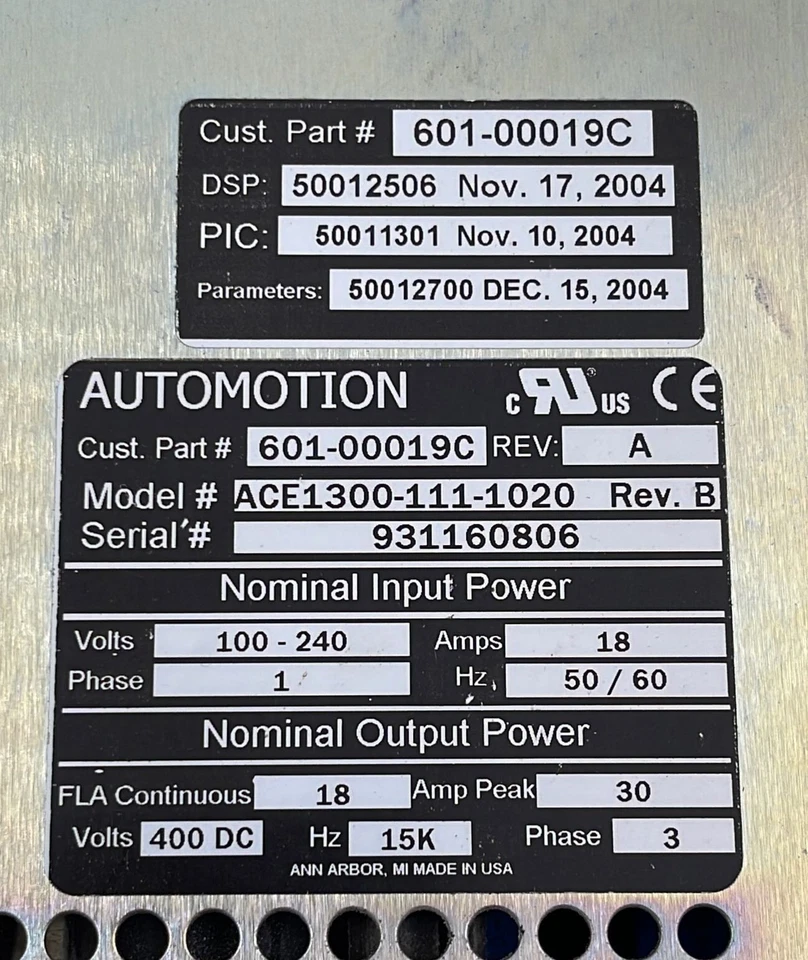 Cust. Part # 601-00019C
DSP: 50012506 Nov. 17, 2004
PIC: 50011301 Nov. 10, 2004
Parameters: 50012700 DEC. 15, 2004
AUTOMOTION c RU ® US CE
Cust. Part # 601-00019C REV: A
Model # ACE1300-111-1020 Rev. B
Serial # 931160806
Nominal Input Power
Volts 100 - 240 Amps 18
Phase 1 Hz 50 / 60
Nominal Output Power
FLA Continuous 18 Amp Peak 30
Volts 400 DC Hz 15K Phase 3
ANN ARBOR, MI MADE IN USA